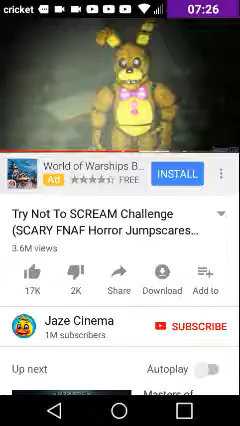 cricket
07:26
World of Warships B...
INSTALL
Ad FREE
Try Not To SCREAM Challenge
(SCARY FNAF Horror Jumpscares...
3.6M views
17K 2K Share Download Add to
Jaze Cinema
1M subscribers
SUBSCRIBE
Up next Autoplay
Masters of